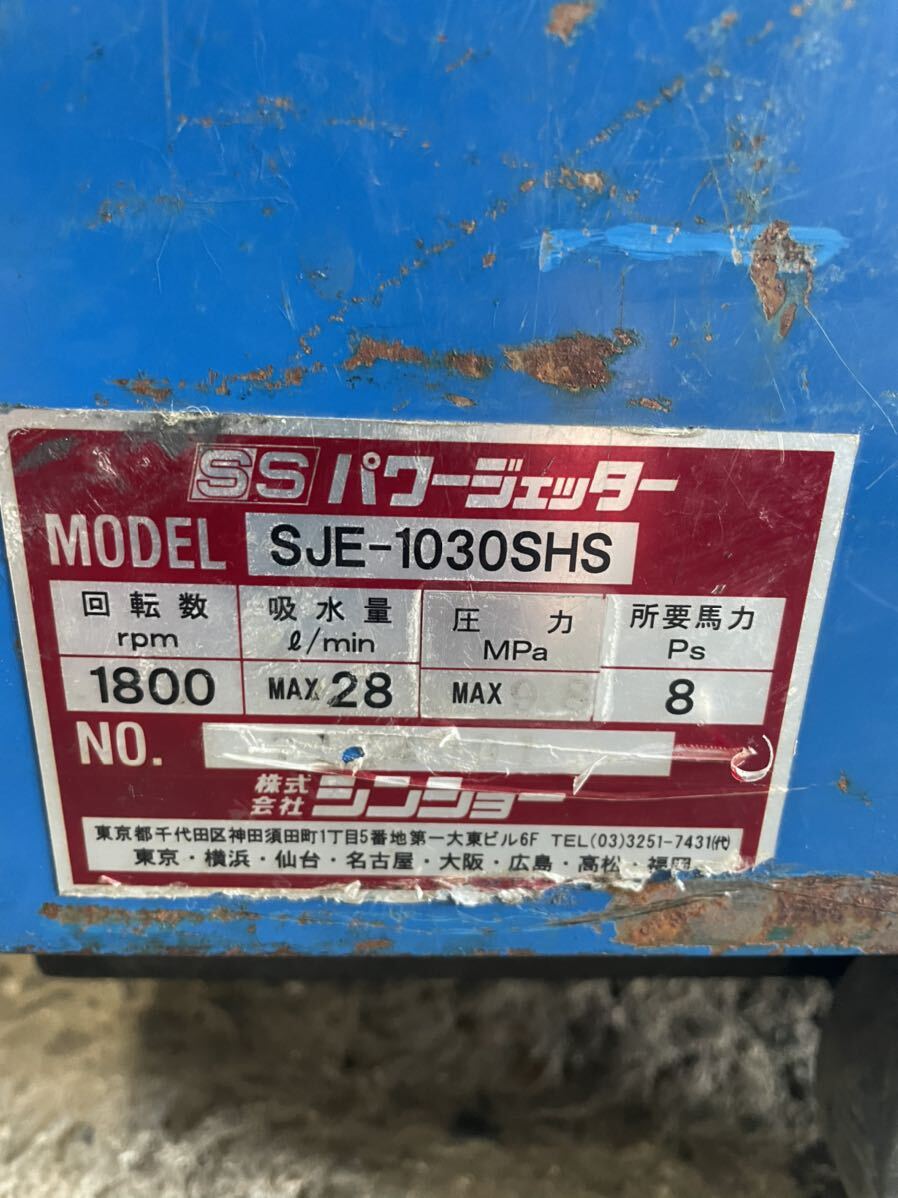 SS パワージェッター
MODEL SJE-1030SHS
回転数 吸水量 圧力 所要馬力
rpm ℓ/min MPa Ps
1800 MAX 28 MAX 8
NO.
株式会社 シンショー
東京都千代田区神田須田町1丁目5番地第一大東ビル6F TEL(03)3251-7431(代)
東京・横浜・仙台・名古屋・大阪・広島・高松・福岡